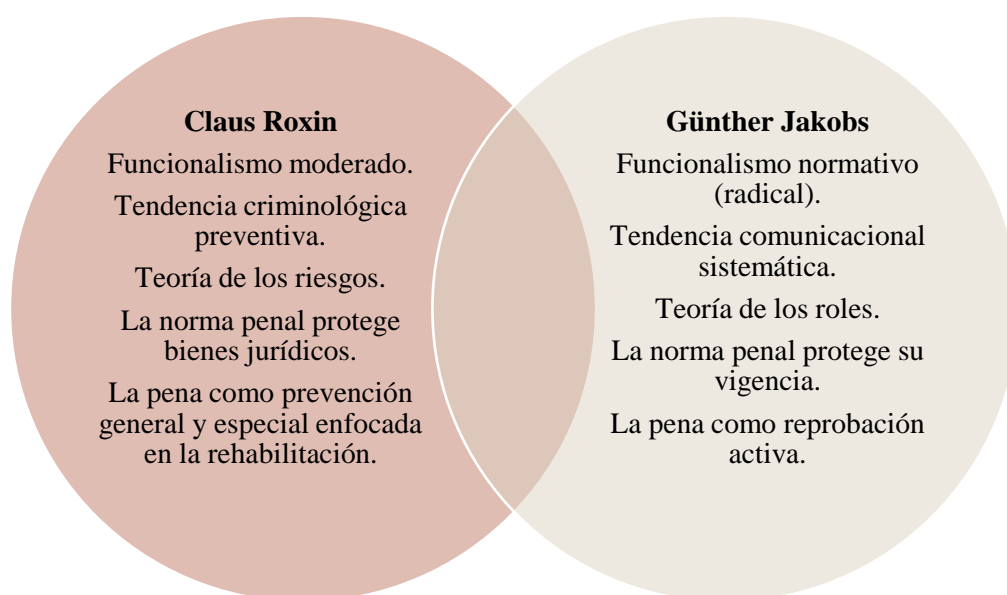 Claus Roxin
Funcionalismo moderado.
Tendencia criminológica
preventiva.
Teoría de los riesgos.
La norma penal protege
bienes jurídicos.
La pena como prevención
general y especial enfocada
en la rehabilitación.
Günther Jakobs
Funcionalismo normativo
(radical).
Tendencia comunicacional
sistemática.
Teoría de los roles.
La norma penal protege su
vigencia.
La pena como reprobación
activa.